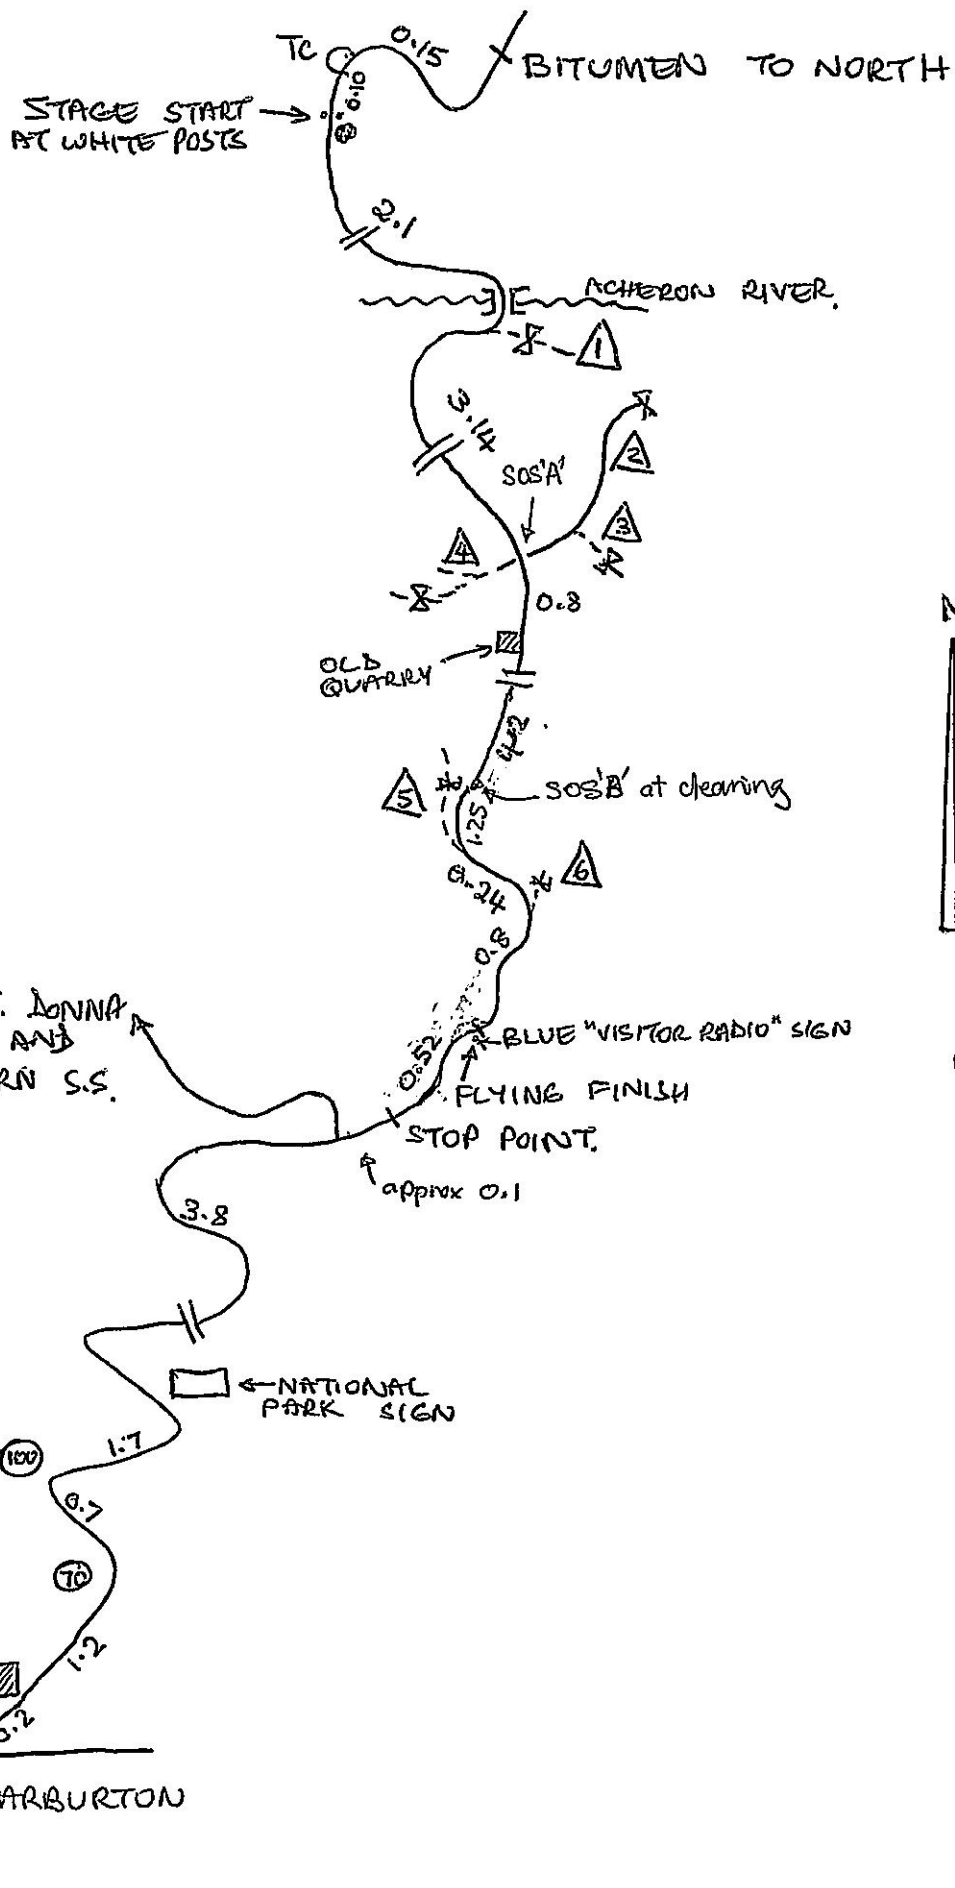 TC
0.15
BITUMEN TO NORTH
0.10
STAGE START
AT WHITE POSTS
2.1
ACHERON RIVER.
1
3.14
2
SOS'A'
3
4
0.8
OLD
QUARRY
4.2
5
SOS'B' at clearing
1.25
6
0.24
0.8
DONNA
AND
S.S.
BLUE "VISITOR RADIO" SIGN
0.52
FLYING FINISH
STOP POINT.
approx 0.1
3.8
NATIONAL
PARK SIGN
1.7
100
0.7
70
1.2
0.2
ARBURTON